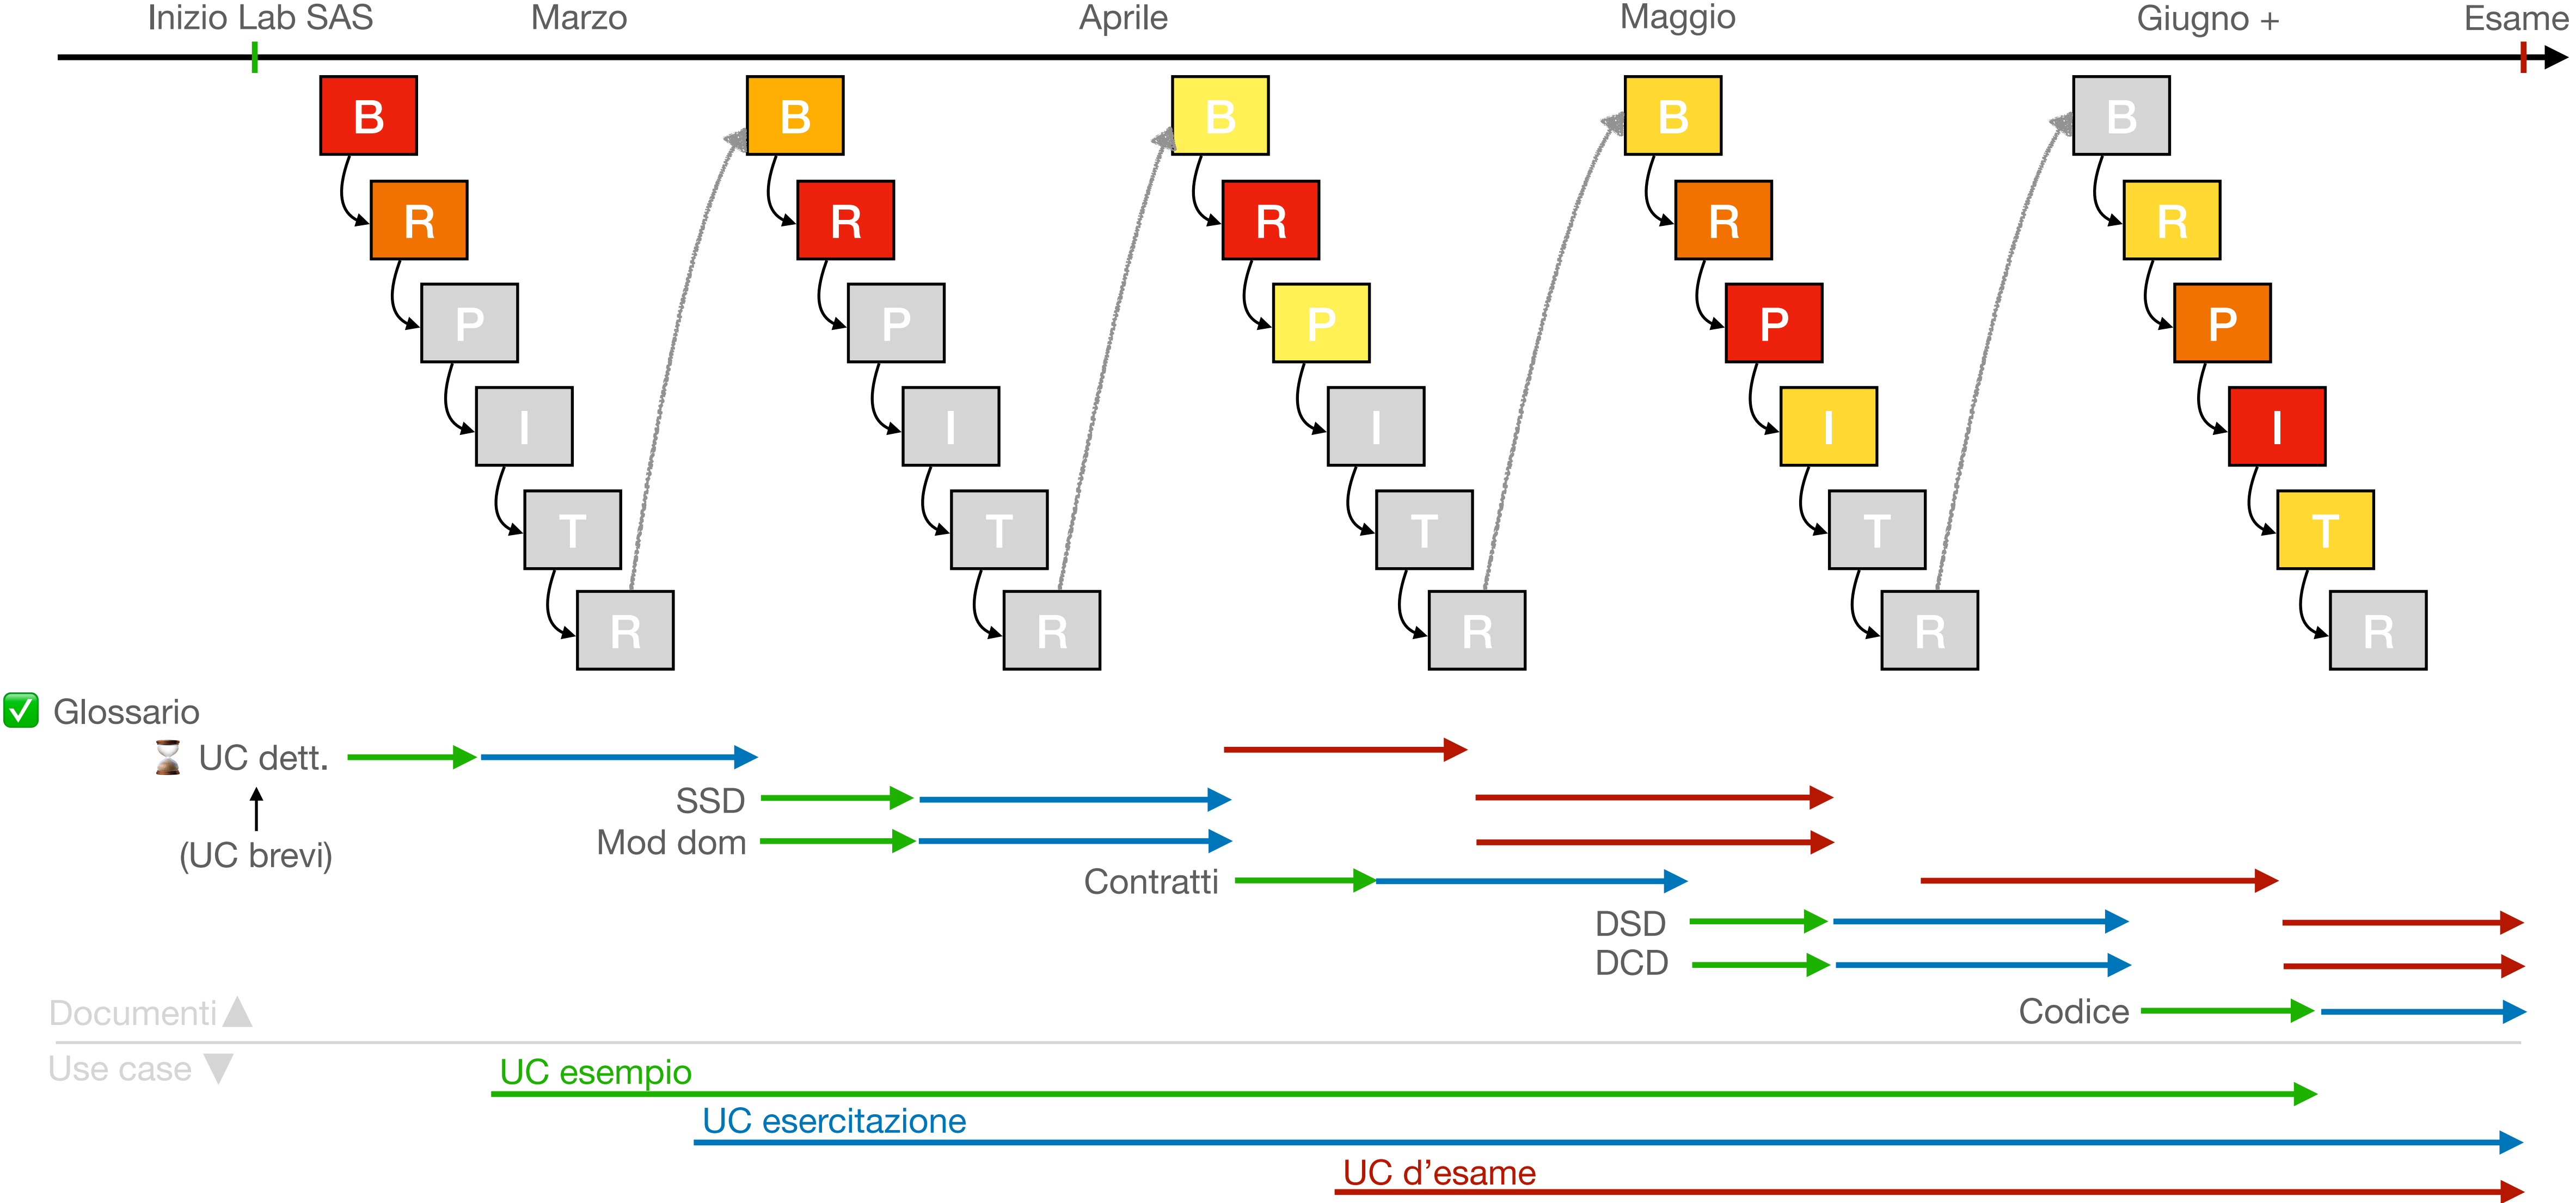 Inizio Lab SAS Marzo Aprile Maggio Giugno + Esame
B B B B B
R R R R R
P P P P P
I I I I I
T T T T T
R R R R R
Glossario
UC dett.
SSD
Mod dom
(UC brevi)
Contratti
DSD
DCD
Documenti
Codice
Use case
UC esempio
UC esercitazione
UC d'esame